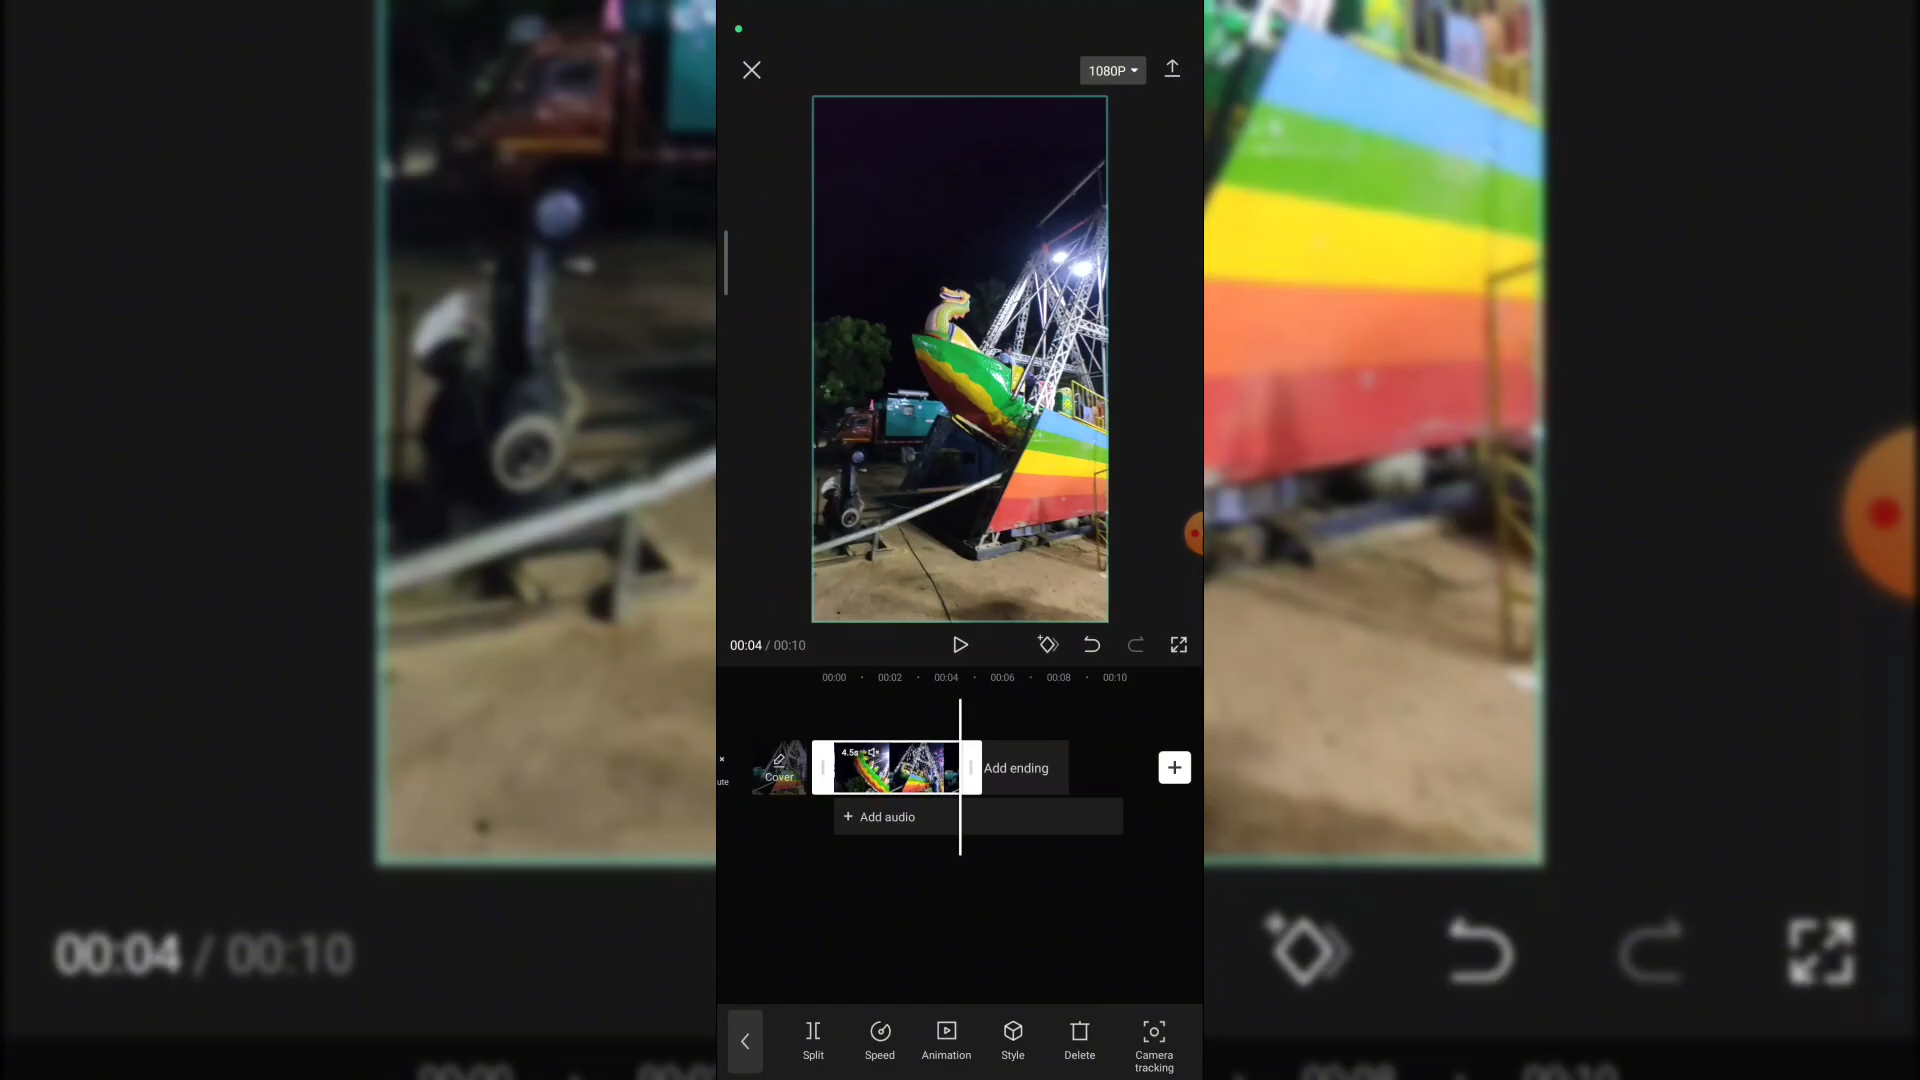 1080P
00:04 / 00:10
00:00 00:02 00:04 00:06 00:08 00:10
4.5s
Cover
ute
Add ending
+
+ Add audio
Split
Speed
Animation
Style
Delete
Camera
tracking
00:04 / 00:10